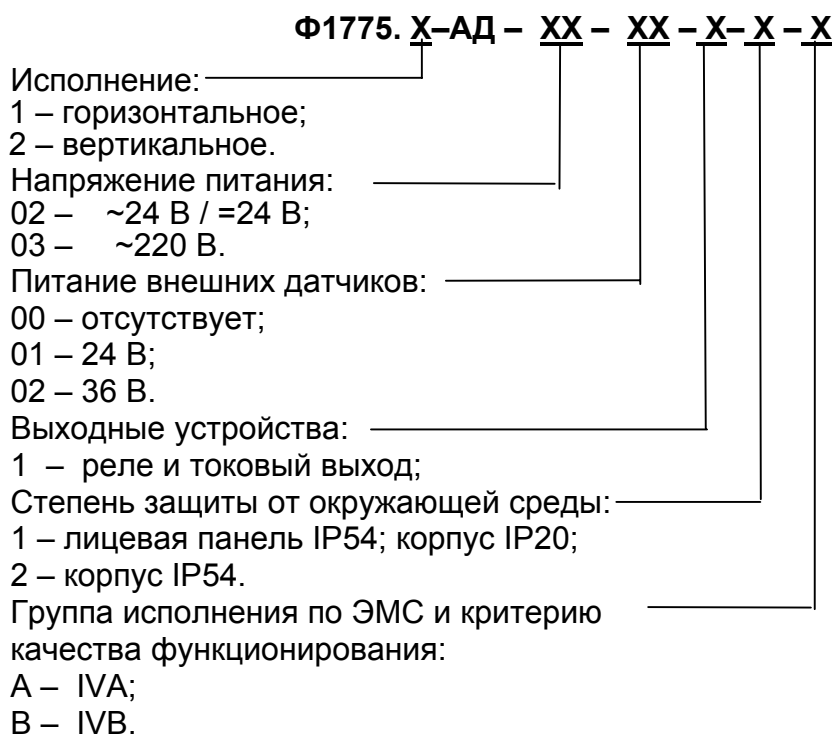 Ф1775. Х–АД – ХХ – ХХ – Х– Х – Х
Исполнение:
1 – горизонтальное;
2 – вертикальное.
Напряжение питания:
02 – ~24 В / =24 В;
03 – ~220 В.
Питание внешних датчиков:
00 – отсутствует;
01 – 24 В;
02 – 36 В.
Выходные устройства:
1 – реле и токовый выход;
Степень защиты от окружающей среды:
1 – лицевая панель IP54; корпус IP20;
2 – корпус IP54.
Группа исполнения по ЭМС и критерию
качества функционирования:
А – IVA;
В – IVB.